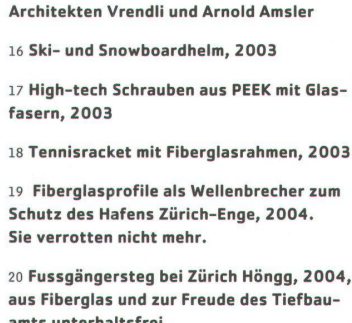 Architekten Vrendli und Arnold Amsler
16 Ski- und Snowboardhelm, 2003
17 High-tech Schrauben aus PEEK mit Glas-
fasern, 2003
18 Tennisracket mit Fiberglasrahmen, 2003
19 Fiberglasprofile als Wellenbrecher zum
Schutz des Hafens Zürich-Enge, 2004.
Sie verrotten nicht mehr.
20 Fussgängersteg bei Zürich Höngg, 2004,
aus Fiberglas und zur Freude des Tiefbau-
amts unterhaltsfrei